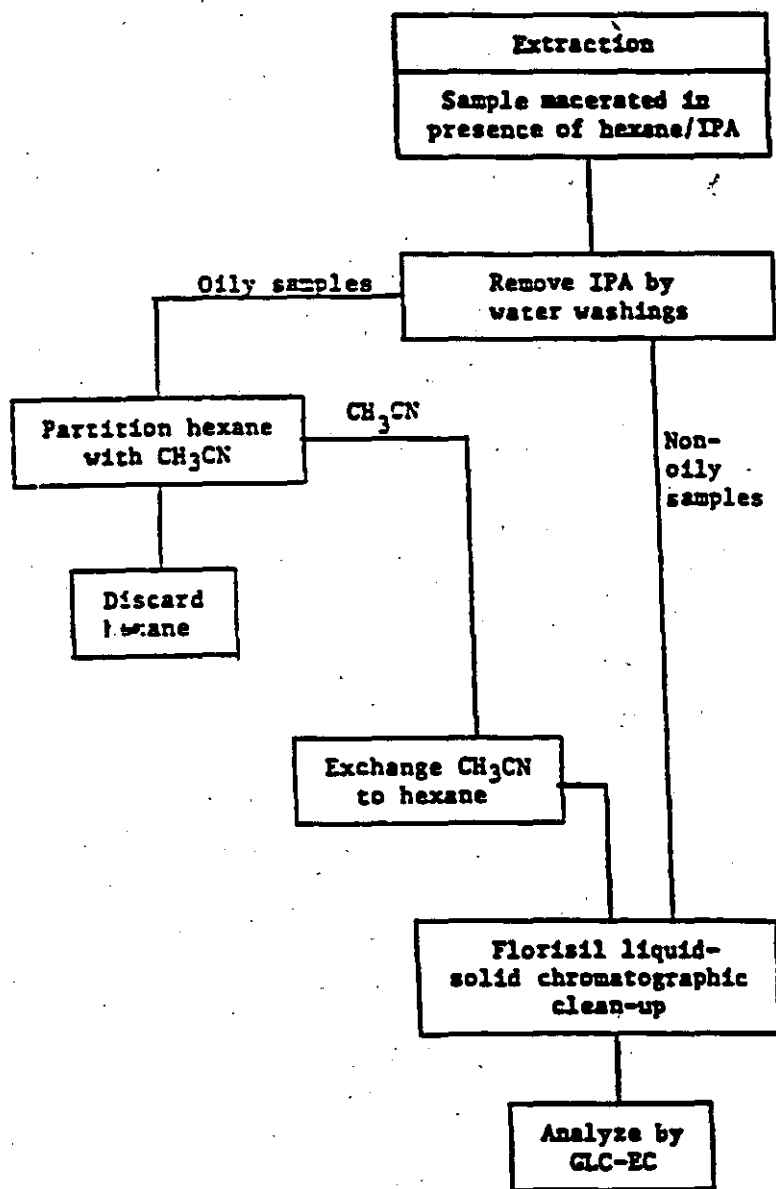 Extraction
Sample macerated in
presence of hexane/IPA
Remove IPA by
water washings
Oily samples
Partition hexane
with CH₃CN
CH₃CN
Non-
oily
samples
Discard
hexane
Exchange CH₃CN
to hexane
Florisil liquid-
solid chromatographic
clean-up
Analyze by
GLC-EC